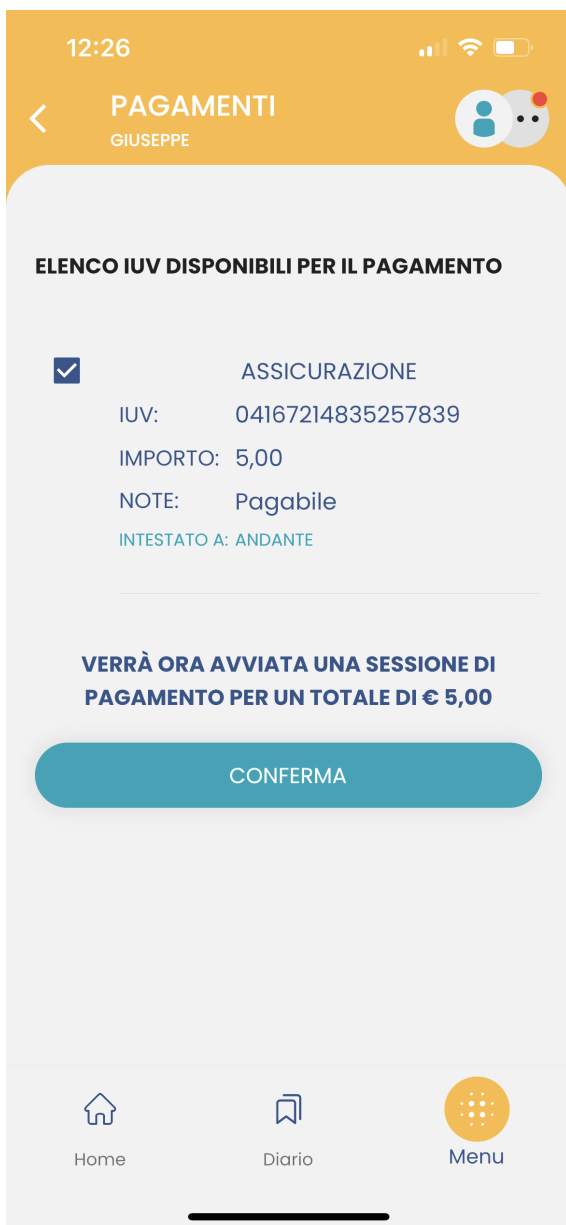 12:26
PAGAMENTI
GIUSEPPE
ELENCO IUV DISPONIBILI PER IL PAGAMENTO
ASSICURAZIONE
IUV: 04167214835257839
IMPORTO: 5,00
NOTE: Pagabile
INTESTATO A: ANDANTE
VERRÀ ORA AVVIATA UNA SESSIONE DI
PAGAMENTO PER UN TOTALE DI € 5,00
CONFERMA
Home Diario Menu